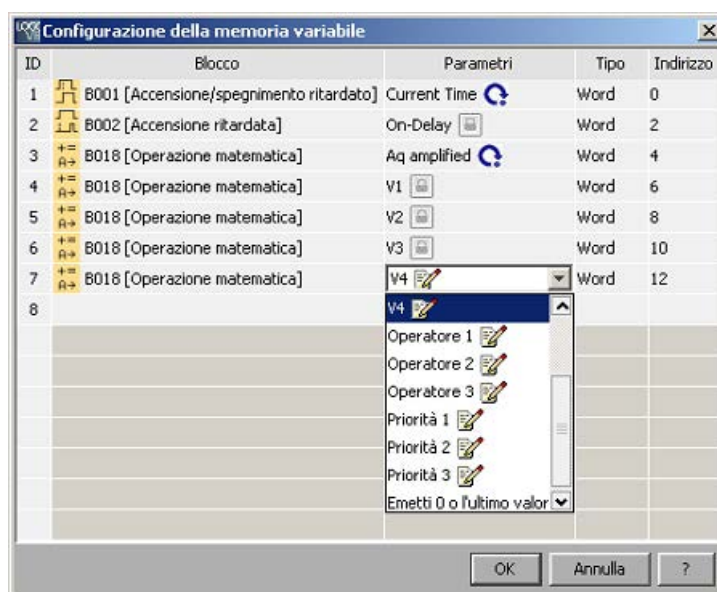 LOGO Configurazione della memoria variabile
ID Blocco Parametri Tipo Indirizzo
1 B001 [Accensione/spegnimento ritardato] Current Time Word 0
2 B002 [Accensione ritardata] On-Delay Word 2
3 += A→ B018 [Operazione matematica] Aq amplified Word 4
4 += A→ B018 [Operazione matematica] V1 Word 6
5 += A→ B018 [Operazione matematica] V2 Word 8
6 += A→ B018 [Operazione matematica] V3 Word 10
7 += A→ B018 [Operazione matematica] V4 Word 12
8 V4
Operatore 1
Operatore 2
Operatore 3
Priorità 1
Priorità 2
Priorità 3
Emetti 0 o l'ultimo valor
OK Annulla ?